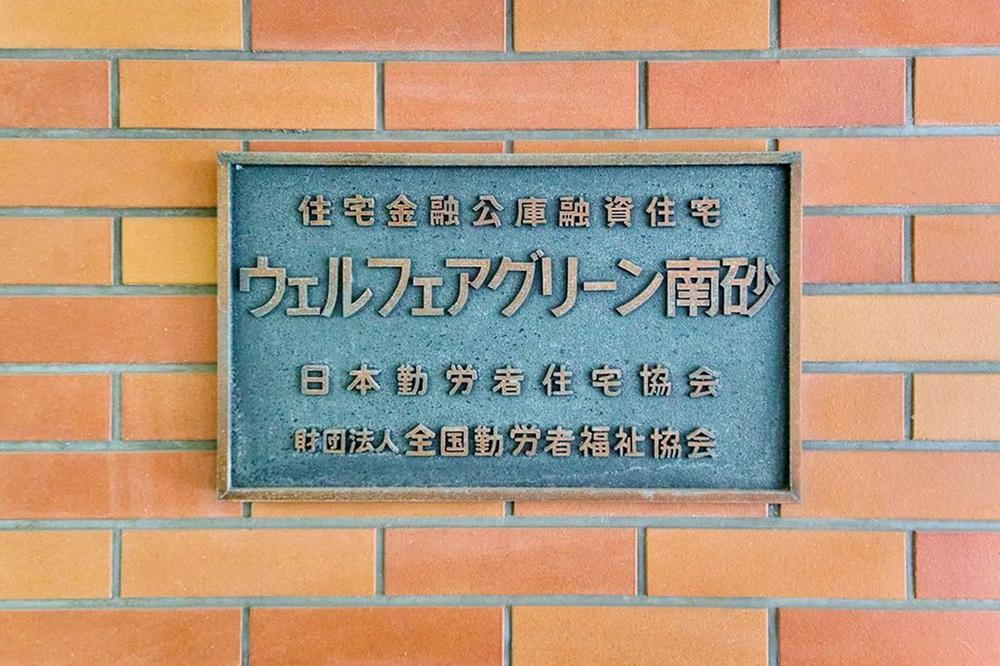 住宅金融公庫融資住宅
ウェルフェアグリーン南砂
日本勤労者住宅協会
財団法人全国勤労者福祉協会